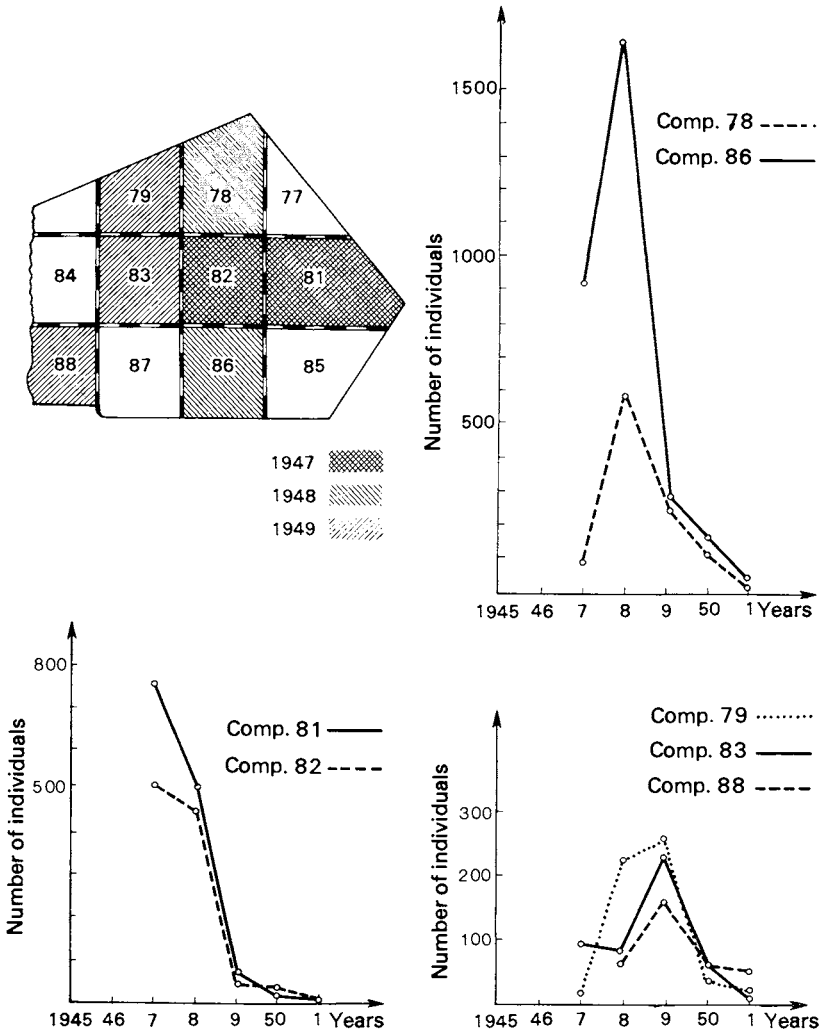 79
78
77
84
83
82
81
88
87
86
85
1947
1948
1949
Number of individuals
1500
1000
500
Comp. 78
Comp. 86
1945 46 7 8 9 50 1 Years
Number of individuals
800
500
Comp. 81
Comp. 82
1945 46 7 8 9 50 1 Years
Number of individuals
300
200
100
Comp. 79
Comp. 83
Comp. 88
1945 46 7 8 9 50 1 Years